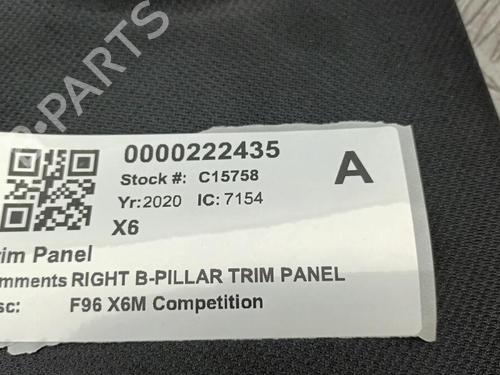 0000222435
Stock #: C15758
A
Yr: 2020 IC: 7154
X6
rim Panel
mments RIGHT B-PILLAR TRIM PANEL
sc: F96 X6M Competition
B-PARTS